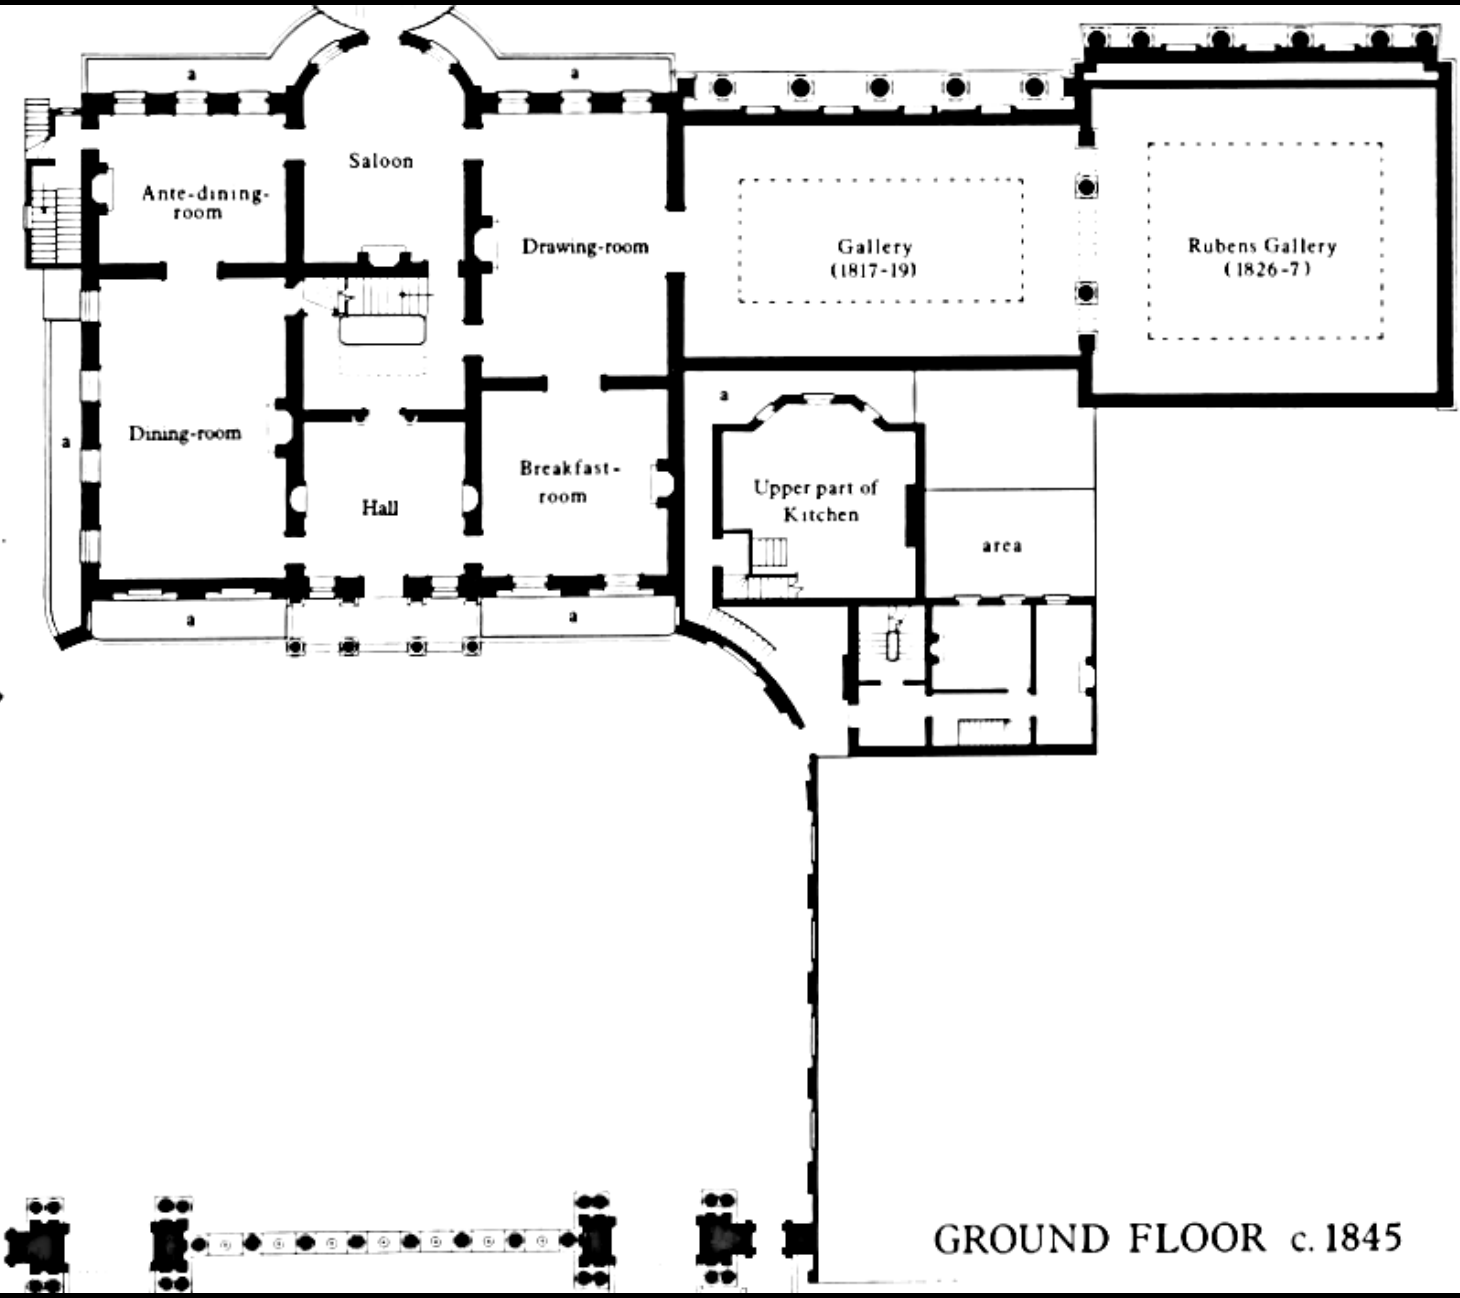 a
a
Saloon
Ante-dining-
room
Drawing-room
Gallery
(1817-19)
Rubens Gallery
(1826-7)
a
a
Dining-room
Breakfast-
room
Hall
Upper part of
Kitchen
area
a
a
GROUND FLOOR c. 1845